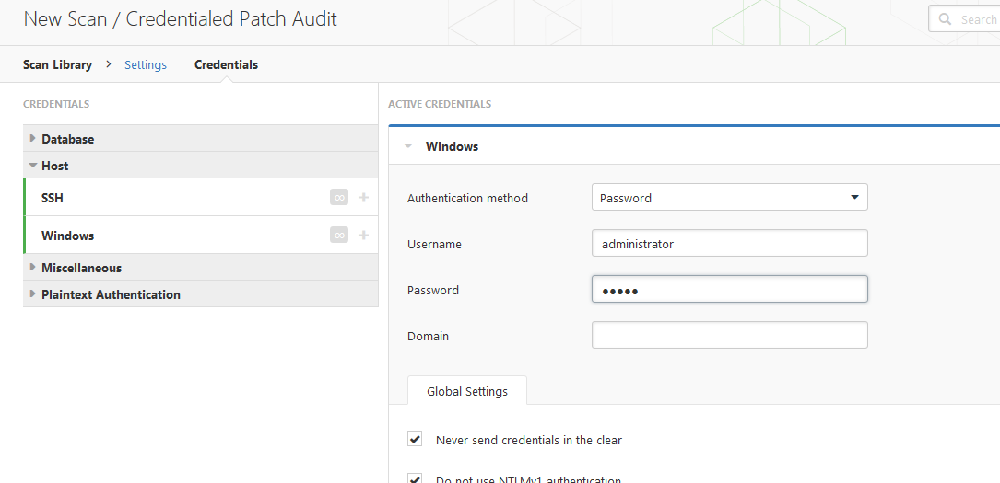 New Scan / Credentialed Patch Audit
Search
Scan Library > Settings Credentials
CREDENTIALS
Database
Host
SSH
Windows
Miscellaneous
Plaintext Authentication
ACTIVE CREDENTIALS
Windows
Authentication method Password
Username administrator
Password •••••
Domain
Global Settings
Never send credentials in the clear
Do not use NTLMv1 authentication